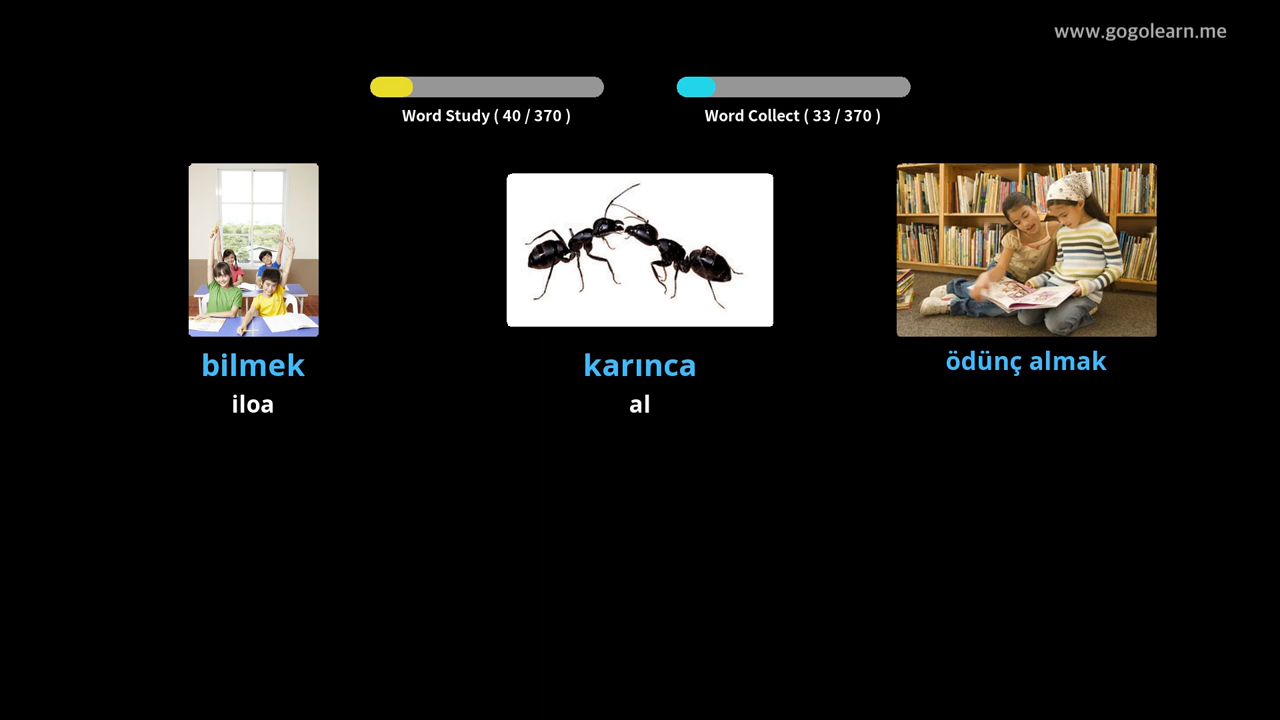 www.gogolearn.me
Word Study ( 40 / 370 )
Word Collect ( 33 / 370 )
bilmek
iloa
karınca
al
ödünç almak